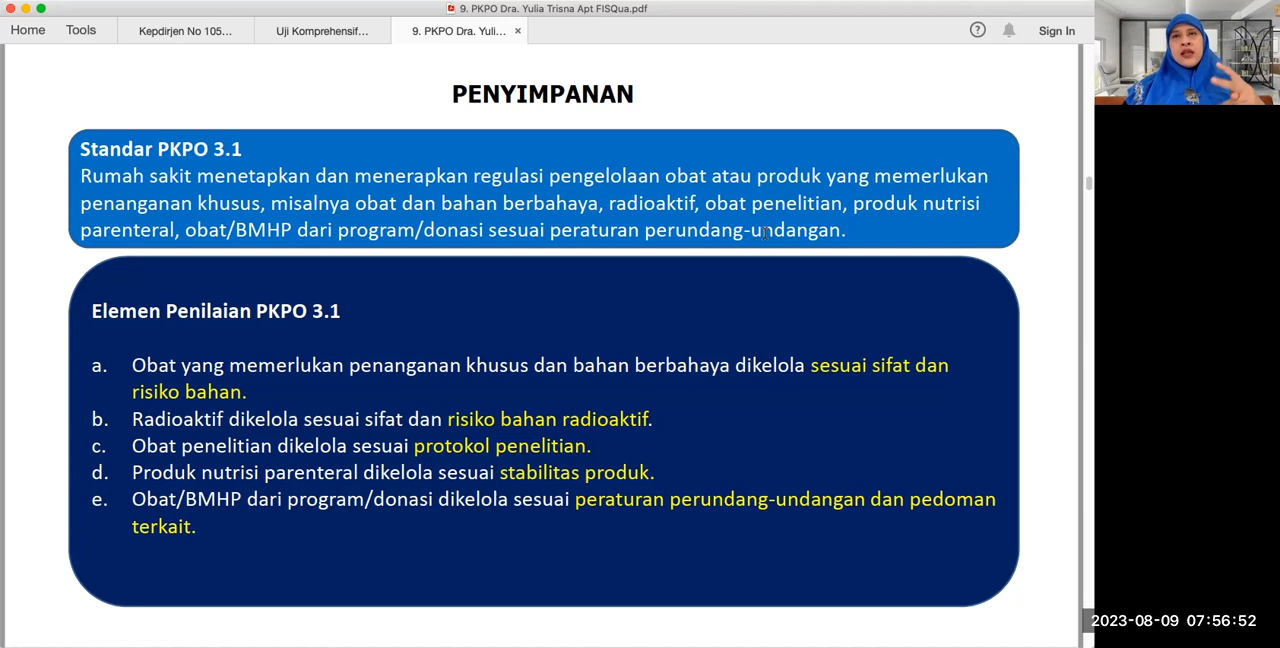 9. PKPO Dra. Yulia Trisna Apt FISQua.pdf
Home Tools Kepdirjen No 105... Uji Komprehensif... 9. PKPO Dra. Yuli... × ? Sign In
PENYIMPANAN
Standar PKPO 3.1
Rumah sakit menetapkan dan menerapkan regulasi pengelolaan obat atau produk yang memerlukan
penanganan khusus, misalnya obat dan bahan berbahaya, radioaktif, obat penelitian, produk nutrisi
parenteral, obat/BMHP dari program/donasi sesuai peraturan perundang-undangan.
Elemen Penilaian PKPO 3.1
a. Obat yang memerlukan penanganan khusus dan bahan berbahaya dikelola sesuai sifat dan
risiko bahan.
b. Radioaktif dikelola sesuai sifat dan risiko bahan radioaktif.
c. Obat penelitian dikelola sesuai protokol penelitian.
d. Produk nutrisi parenteral dikelola sesuai stabilitas produk.
e. Obat/BMHP dari program/donasi dikelola sesuai peraturan perundang-undangan dan pedoman
terkait.
2023-08-09 07:56:52